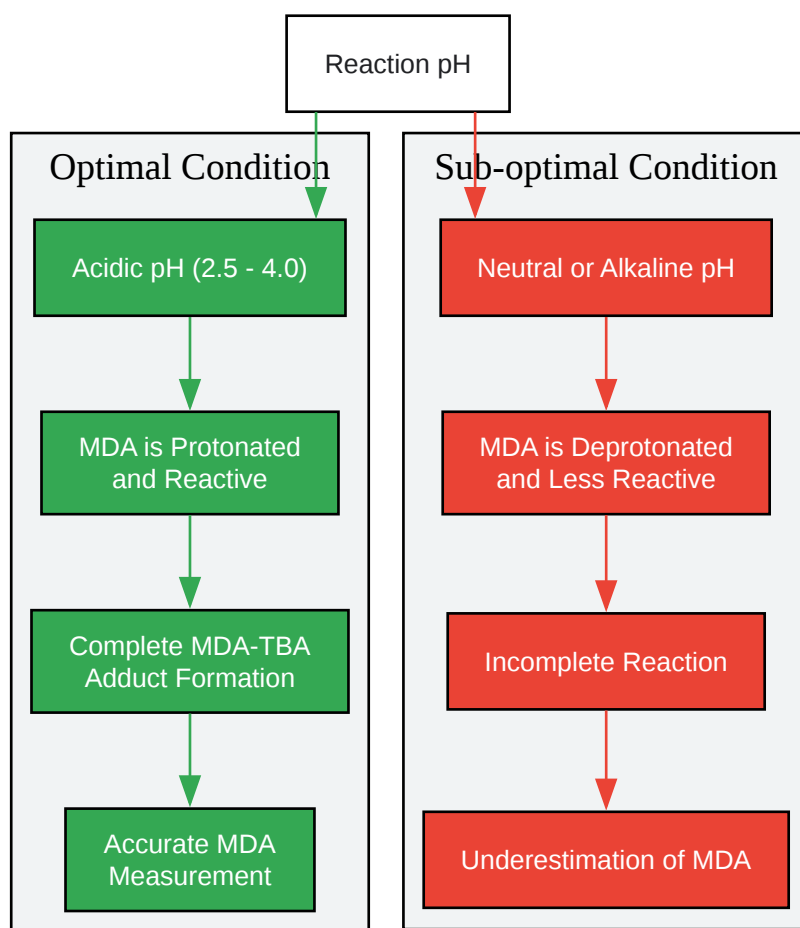 Reaction pH
Optimal Condition
Acidic pH (2.5 - 4.0)
MDA is Protonated
and Reactive
Complete MDA-TBA
Adduct Formation
Accurate MDA
Measurement
Sub-optimal Condition
Neutral or Alkaline pH
MDA is Deprotonated
and Less Reactive
Incomplete Reaction
Underestimation of MDA